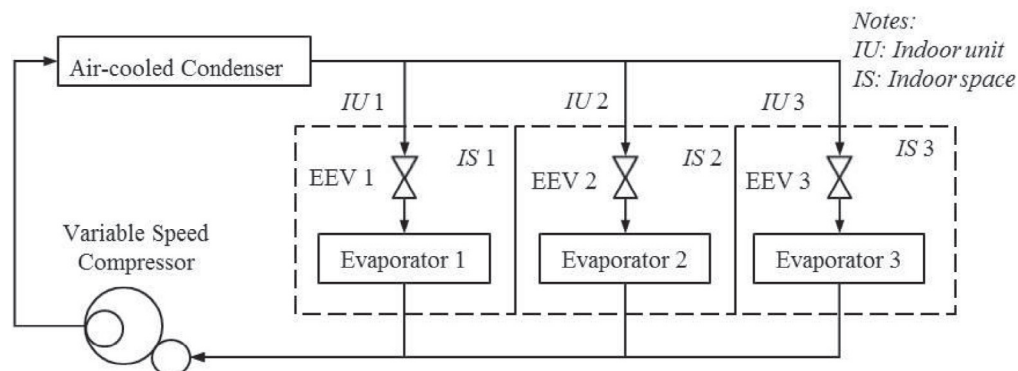 Notes:
IU: Indoor unit
IS: Indoor space
Air-cooled Condenser
IU 1
IU 2
IU 3
IS 1
IS 2
IS 3
EEV 1
EEV 2
EEV 3
Variable Speed
Compressor
Evaporator 1
Evaporator 2
Evaporator 3